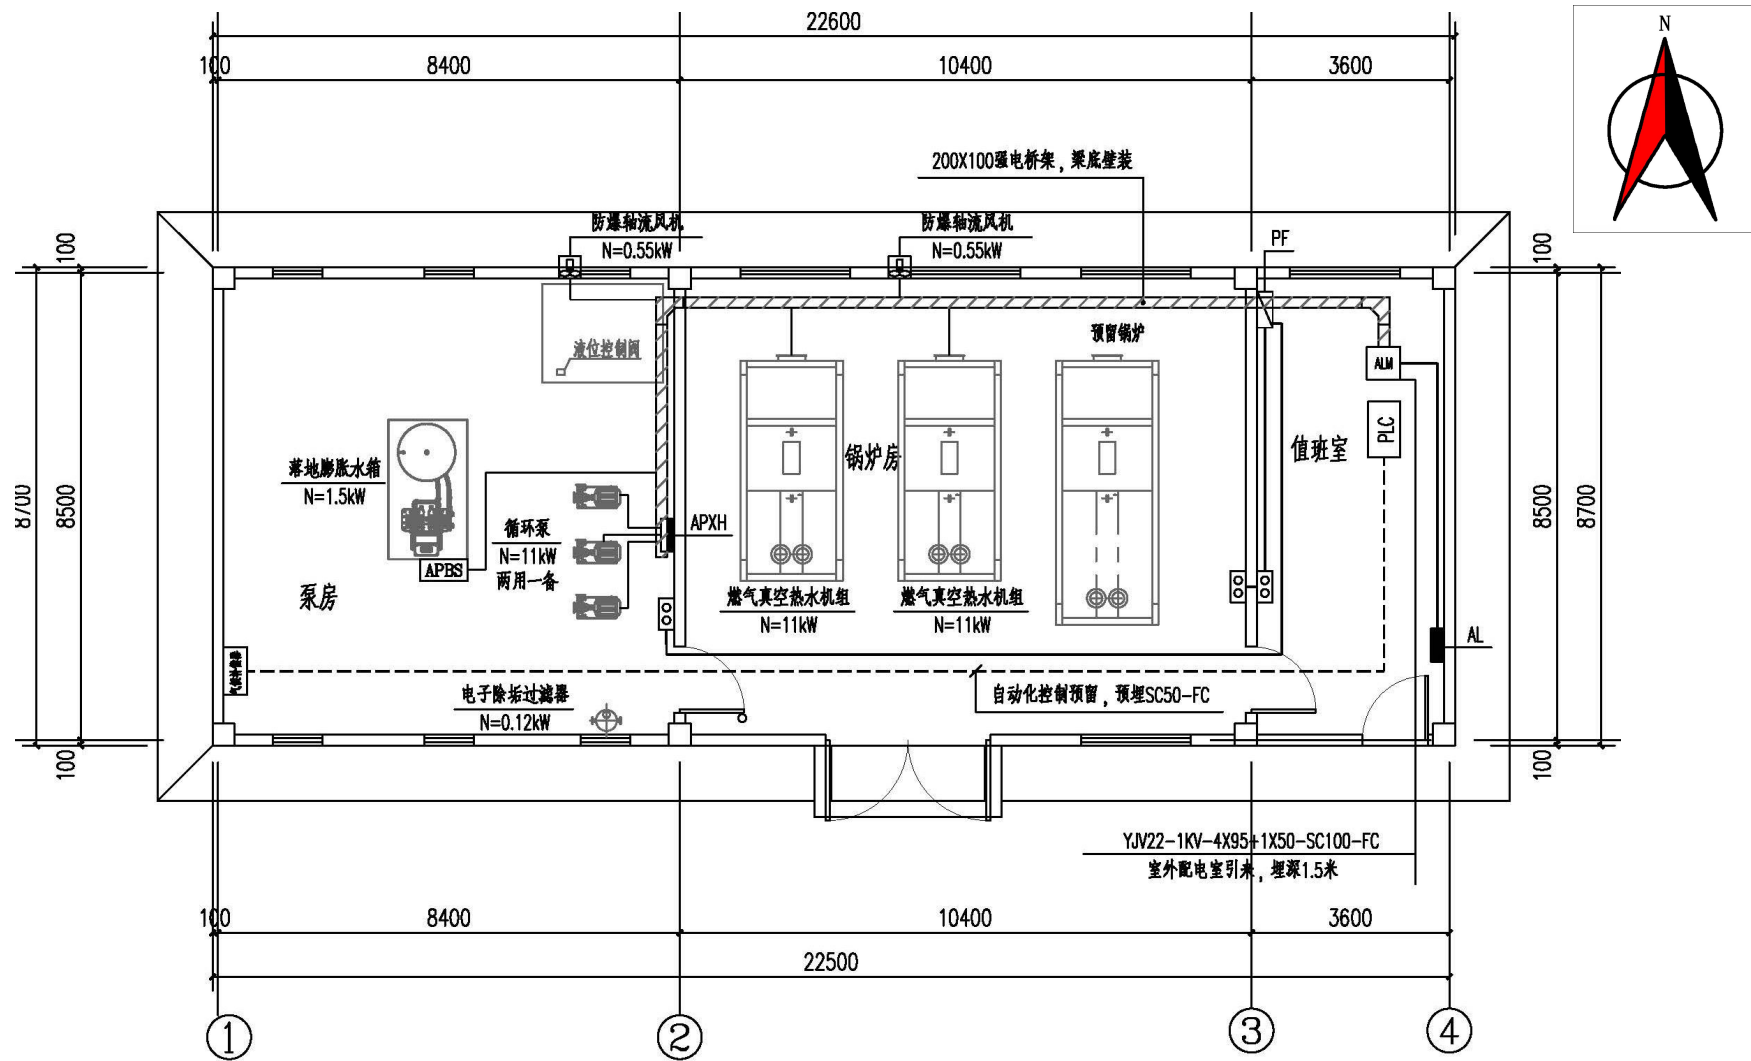 22600
N
100
8400
10400
3600
200X100强电桥架，梁底壁装
防爆轴流风机
N=0.55kW
防爆轴流风机
N=0.55kW
PF
100
100
预留锅炉
液位控制阀
ALM
PLC
锅炉房
值班室
落地膨胀水箱
N=1.5kW
8700
8500
8500
8700
循环泵
N=11kW
两用一备
APXH
APBS
泵房
燃气真空热水机组
N=11kW
燃气真空热水机组
N=11kW
AL
电子除垢过滤器
N=0.12kW
自动化控制预留，预埋SC50-FC
100
100
YJV22-1KV-4X95+1X50-SC100-FC
室外配电室引来，埋深1.5米
100
8400
10400
3600
22500
1
2
3
4